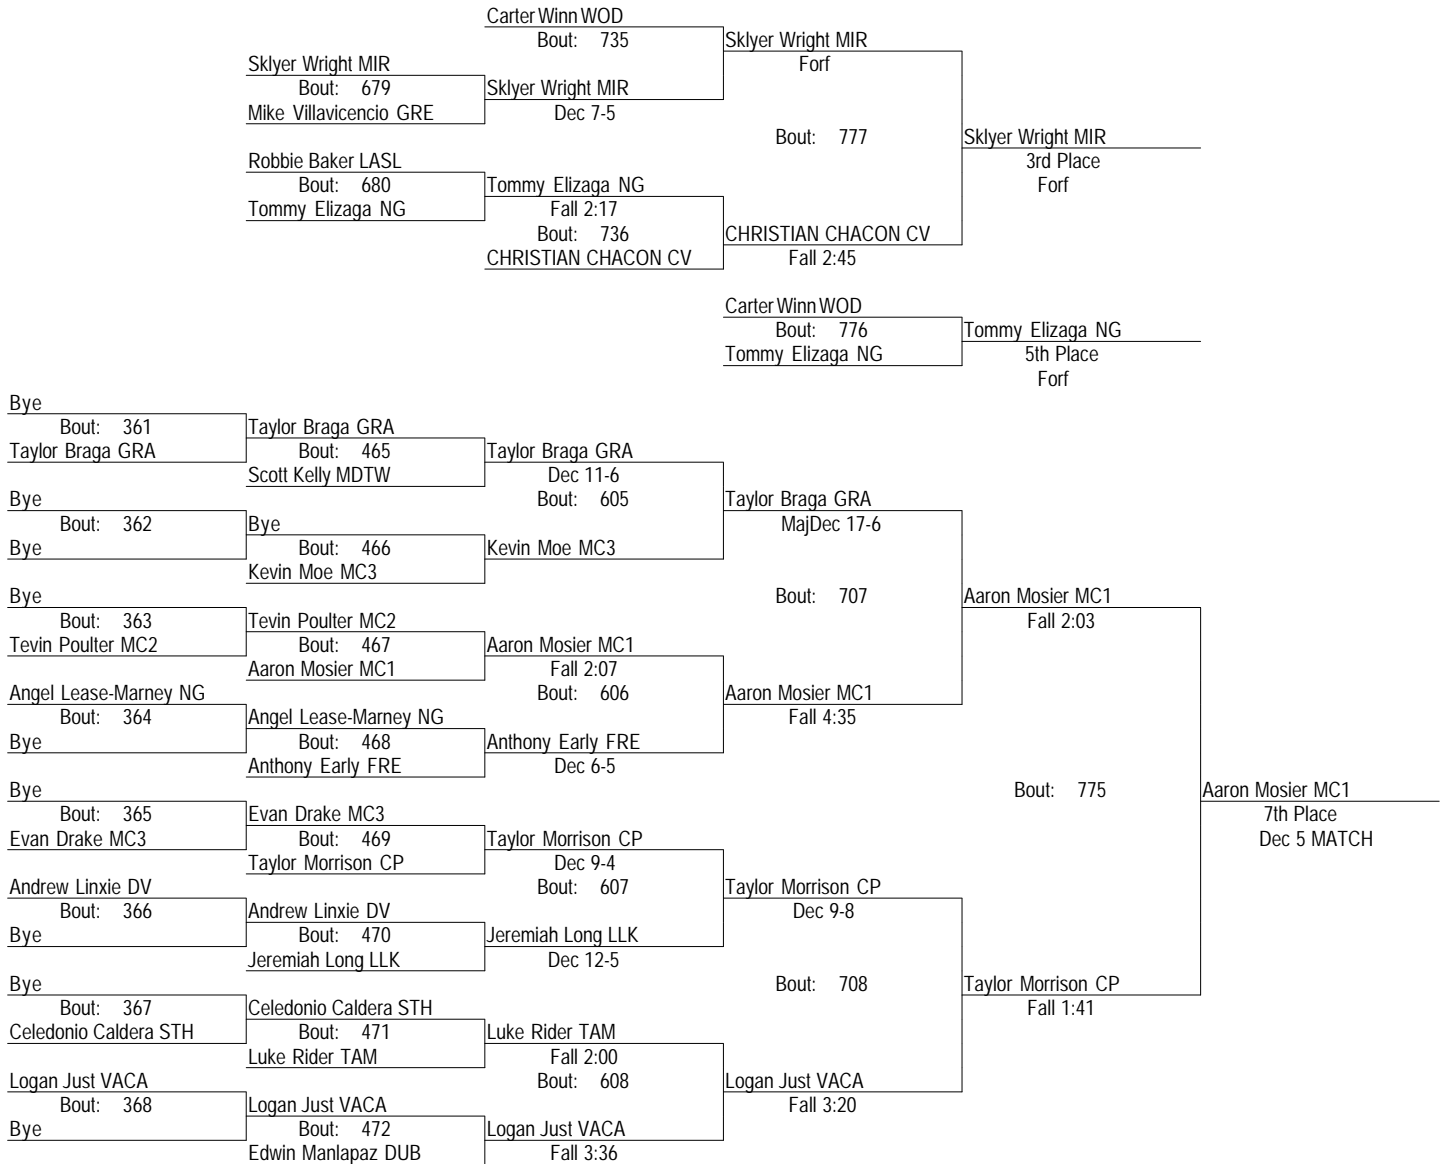 Carter Winn WOD
Bout: 735
Sklyer Wright MIR
Sklyer Wright MIR
Forf
Bout: 679
Sklyer Wright MIR
Mike Villavicencio GRE
Dec 7-5
Bout: 777
Sklyer Wright MIR
Robbie Baker LASL
3rd Place
Bout: 680
Tommy Elizaga NG
Forf
Tommy Elizaga NG
Fall 2:17
Bout: 736
CHRISTIAN CHACON CV
CHRISTIAN CHACON CV
Fall 2:45
Carter Winn WOD
Bout: 776
Tommy Elizaga NG
Tommy Elizaga NG
5th Place
Forf
Bye
Bout: 361
Taylor Braga GRA
Taylor Braga GRA
Bout: 465
Taylor Braga GRA
Scott Kelly MDTW
Dec 11-6
Bye
Bout: 605
Taylor Braga GRA
Bout: 362
Bye
MajDec 17-6
Bye
Bout: 466
Kevin Moe MC3
Kevin Moe MC3
Bye
Bout: 707
Aaron Mosier MC1
Bout: 363
Tevin Poulter MC2
Fall 2:03
Tevin Poulter MC2
Bout: 467
Aaron Mosier MC1
Aaron Mosier MC1
Fall 2:07
Angel Lease-Marney NG
Bout: 606
Aaron Mosier MC1
Bout: 364
Angel Lease-Marney NG
Fall 4:35
Bye
Bout: 468
Anthony Early FRE
Anthony Early FRE
Dec 6-5
Bye
Bout: 775
Aaron Mosier MC1
Bout: 365
Evan Drake MC3
7th Place
Evan Drake MC3
Bout: 469
Taylor Morrison CP
Dec 5 MATCH
Taylor Morrison CP
Dec 9-4
Andrew Linxie DV
Bout: 607
Taylor Morrison CP
Bout: 366
Andrew Linxie DV
Dec 9-8
Bye
Bout: 470
Jeremiah Long LLK
Jeremiah Long LLK
Dec 12-5
Bye
Bout: 708
Taylor Morrison CP
Bout: 367
Celedonio Caldera STH
Fall 1:41
Celedonio Caldera STH
Bout: 471
Luke Rider TAM
Luke Rider TAM
Fall 2:00
Logan Just VACA
Bout: 608
Logan Just VACA
Bout: 368
Logan Just VACA
Fall 3:20
Bye
Bout: 472
Logan Just VACA
Edwin Manlapaz DUB
Fall 3:36